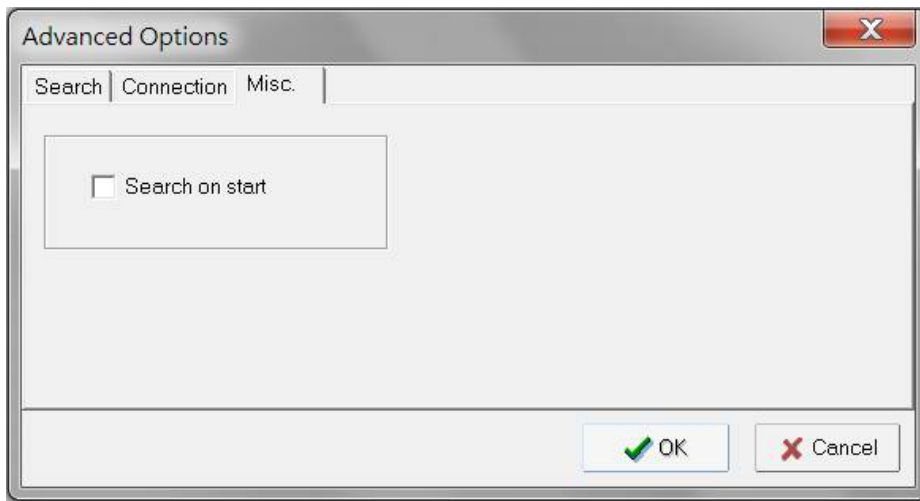 Advanced Options
Search Connection Misc.
Search on start
OK Cancel